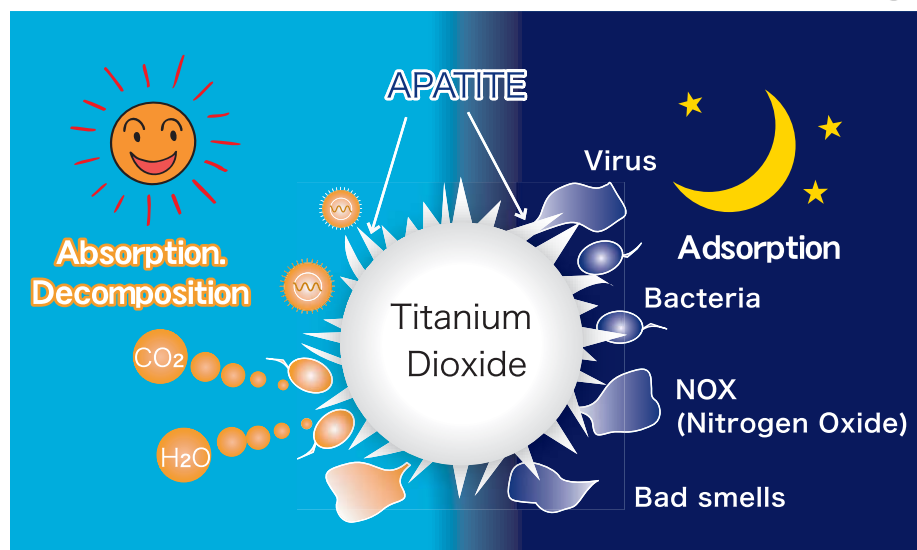 APATITE
Absorption.
Decomposition
CO₂
H₂O
Titanium
Dioxide
Virus
Adsorption
Bacteria
NOX
(Nitrogen Oxide)
Bad smells